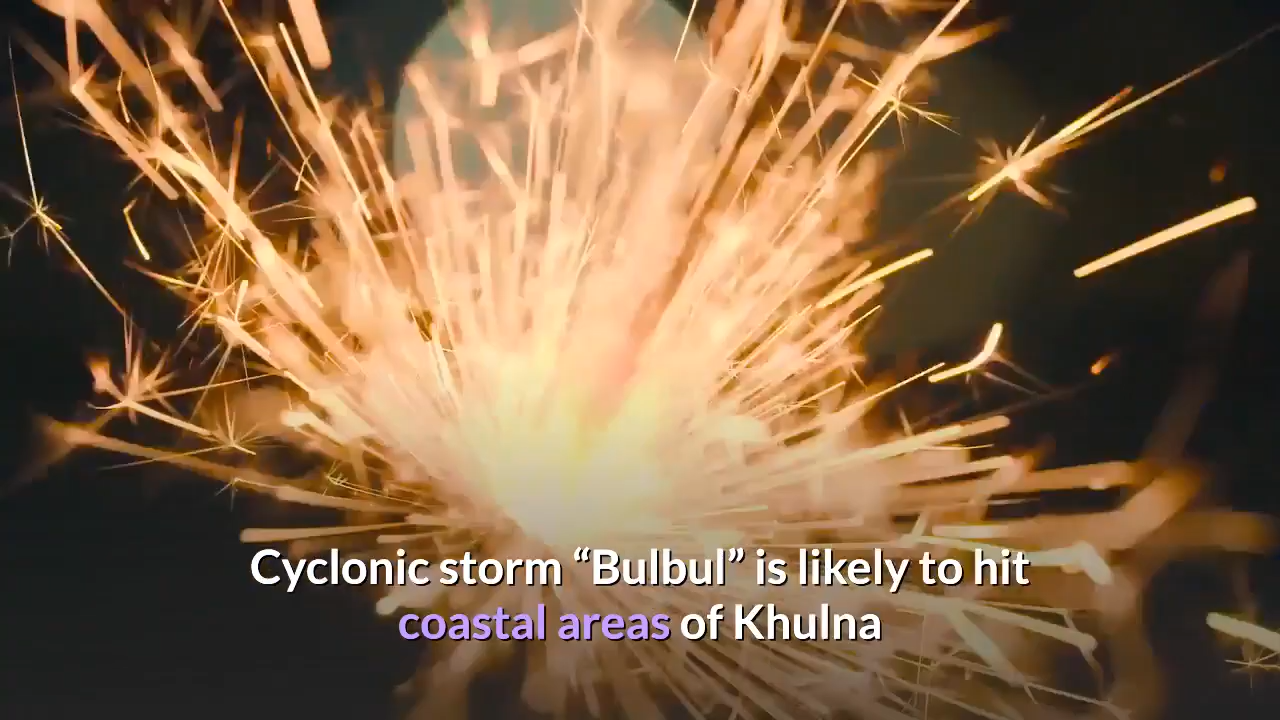 Cyclonic storm “Bulbul” is likely to hit
coastal areas of Khulna